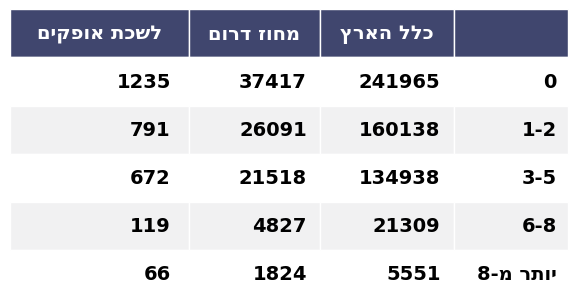 כלל הארץ מחוז דרום לשכת אופקים
0 241965 37417 1235
1-2 160138 26091 791
3-5 134938 21518 672
6-8 21309 4827 119
יותר מ-8 5551 1824 66